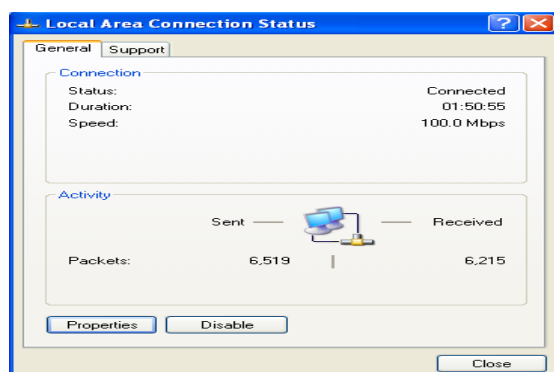 Local Area Connection Status
General Support
Connection
Status: Connected
Duration: 01:50:55
Speed: 100.0 Mbps
Activity
Sent Received
Packets: 6,519 6,215
Properties Disable
Close